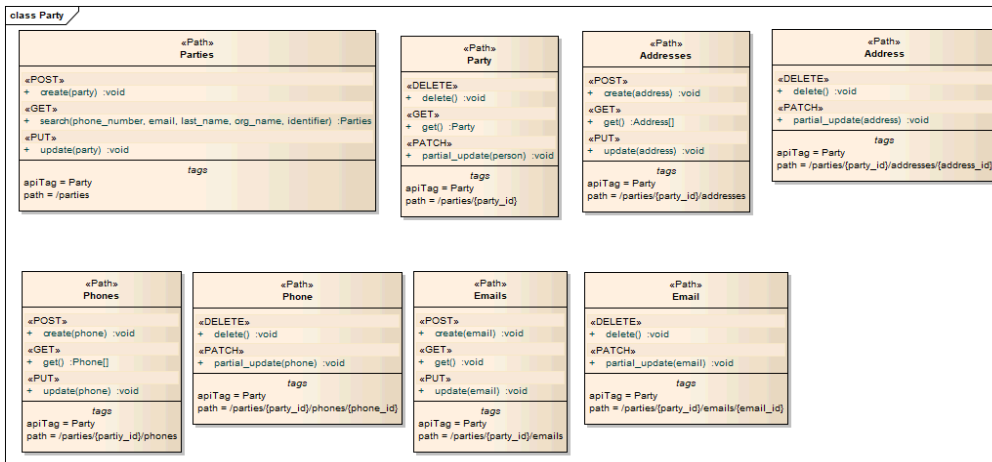 class Party
«Path»
Parties
«POST»
+ create(party) :void
«GET»
+ search(phone_number, email, last_name, org_name, identifier) :Parties
«PUT»
+ update(party) :void
tags
apiTag = Party
path = /parties
«Path»
Party
«DELETE»
+ delete() :void
«GET»
+ get() :Party
«PATCH»
+ partial_update(person) :void
tags
apiTag = Party
path = /parties/{party_id}
«Path»
Addresses
«POST»
+ create(address) :void
«GET»
+ get() :Address[]
«PUT»
+ update(address) :void
tags
apiTag = Party
path = /parties/{party_id}/addresses
«Path»
Address
«DELETE»
+ delete() :void
«PATCH»
+ partial_update(address) :void
tags
apiTag = Party
path = /parties/{party_id}/addresses/{address_id}
«Path»
Phones
«POST»
+ create(phone) :void
«GET»
+ get() :Phone[]
«PUT»
+ update(phone) :void
tags
apiTag = Party
path = /parties/{partiy_id}/phones
«Path»
Phone
«DELETE»
+ delete() :void
«PATCH»
+ partial_update(phone) :void
tags
apiTag = Party
path = /parties/{party_id}/phones/{phone_id}
«Path»
Emails
«POST»
+ create(email) :void
«GET»
+ get() :void
«PUT»
+ update(email) :void
tags
apiTag = Party
path = /parties/{party_id}/emails
«Path»
Email
«DELETE»
+ delete() :void
«PATCH»
+ partial_update(email) :void
tags
apiTag = Party
path = /parties/{party_id}/emails/{email_id}